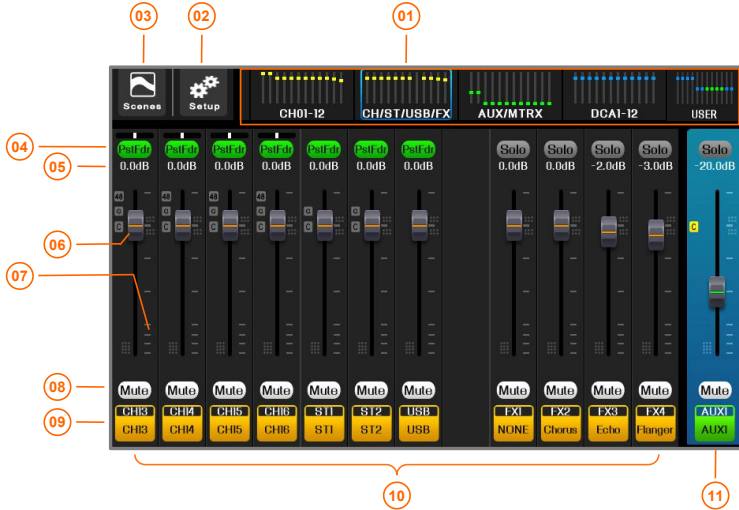 03 02 01
Scenes Setup CH01-12 CH/ST/USB/FX AUX/MTRX DCA1-12 USER
04 PstFdr PstFdr PstFdr PstFdr PstFdr PstFdr PstFdr Solo Solo Solo Solo Solo
05 0.0dB 0.0dB 0.0dB 0.0dB 0.0dB 0.0dB 0.0dB 0.0dB 0.0dB -2.0dB -3.0dB -20.0dB
48 48 48 48
G G G G G G
06 C C C C C C C
07
08 Mute Mute Mute Mute Mute Mute Mute Mute Mute Mute Mute Mute
CH13 CH14 CH15 CH16 ST1 ST2 USB FX1 FX2 FX3 FX4 AUX1
09 CH13 CH14 CH15 CH16 ST1 ST2 USB NONE Chorus Echo Flanger AUX1
10 11